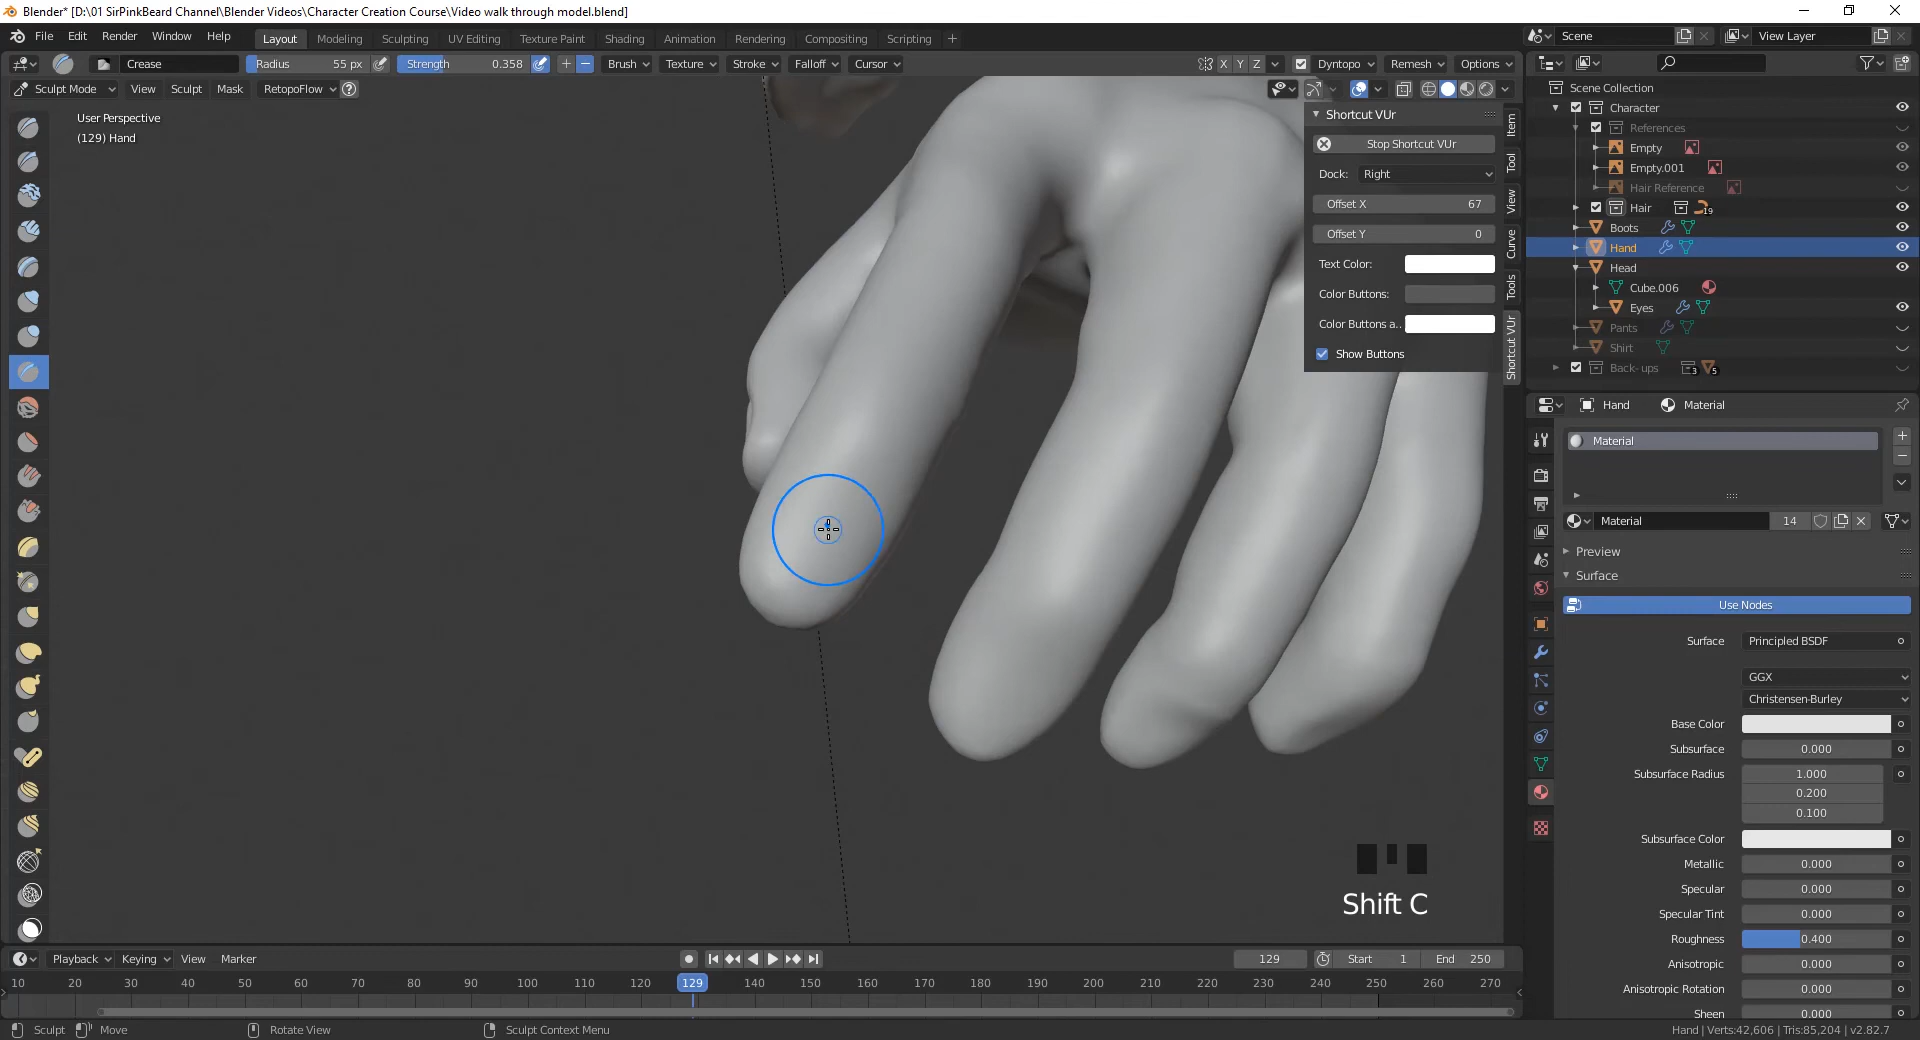 Blender* [D:\01 SirPinkBeard Channel\Blender Videos\Character Creation Course\Video walk through model.blend]
File Edit Render Window Help Layout Modeling Sculpting UV Editing Texture Paint Shading Animation Rendering Compositing Scripting + Scene View Layer
Crease Radius 55 px Strength 0.358 + − Brush Texture Stroke Falloff Cursor X Y Z Dyntopo Remesh Options
Sculpt Mode View Sculpt Mask RetopoFlow ?
User Perspective
(129) Hand
Shortcut VUr
Stop Shortcut VUr
Dock: Right
Offset X 67
Offset Y 0
Text Color:
Color Buttons:
Color Buttons a..
Show Buttons
Item
Tool
View
Curve
Tools
Shortcut VUr
Scene Collection
Character
References
Empty
Empty.001
Hair Reference
Hair 19
Boots
Hand
Head
Cube.006
Eyes
Pants
Shirt
Back-ups 3 5
Hand Material
Material
Material 14
Preview
Surface
Use Nodes
Surface Principled BSDF
GGX
Christensen-Burley
Base Color
Subsurface 0.000
Subsurface Radius 1.000
0.200
0.100
Subsurface Color
Metallic 0.000
Specular 0.000
Specular Tint 0.000
Roughness 0.400
Anisotropic 0.000
Anisotropic Rotation 0.000
Sheen 0.000
Shift C
Playback Keying View Marker 129 Start 1 End 250
10 20 30 40 50 60 70 80 90 100 110 120 129 140 150 160 170 180 190 200 210 220 230 240 250 260 270
Sculpt Move Rotate View Sculpt Context Menu Hand | Verts:42,606 | Tris:85,204 | v2.82.7